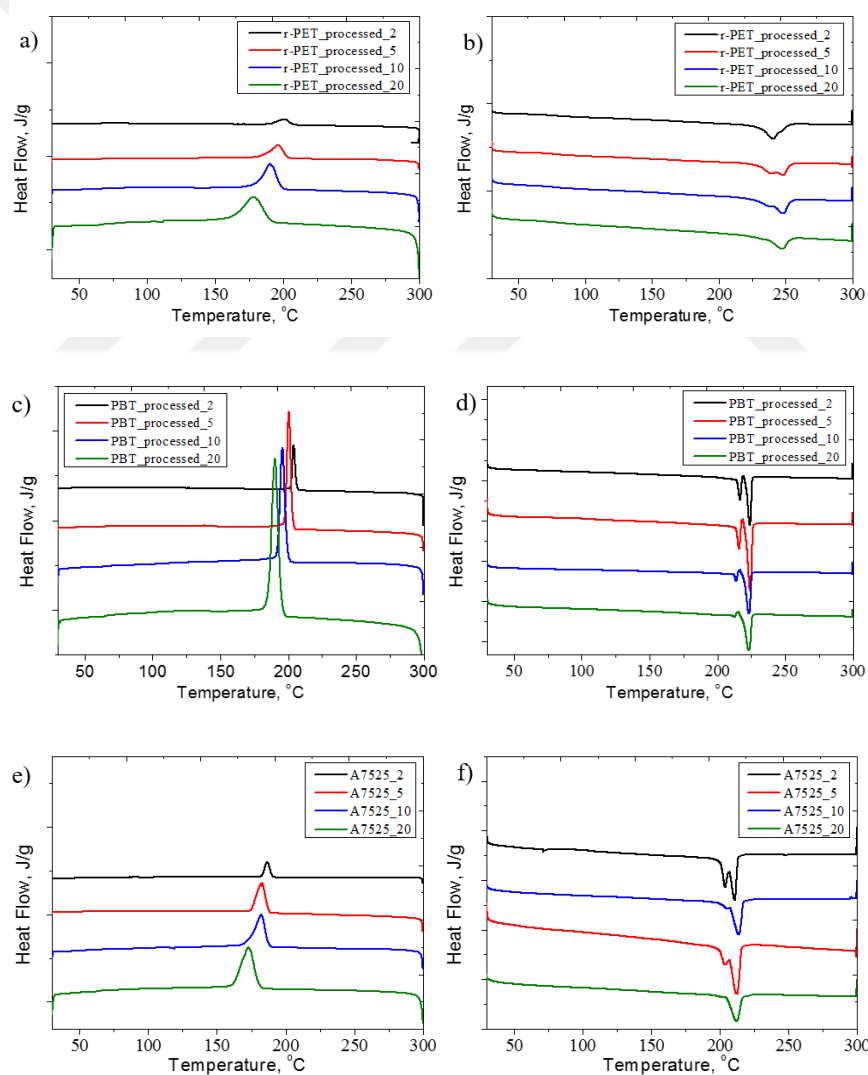 a)
r-PET_processed_2
r-PET_processed_5
r-PET_processed_10
r-PET_processed_20
Heat Flow, J/g
50 100 150 200 250 300
Temperature, °C
b)
r-PET_processed_2
r-PET_processed_5
r-PET_processed_10
r-PET_processed_20
Heat Flow, J/g
50 100 150 200 250 300
Temperature, °C
c)
PBT_processed_2
PBT_processed_5
PBT_processed_10
PBT_processed_20
Heat Flow, J/g
50 100 150 200 250 300
Temperature, °C
d)
PBT_processed_2
PBT_processed_5
PBT_processed_10
PBT_processed_20
Heat Flow, J/g
50 100 150 200 250 300
Temperature, °C
e)
A7525_2
A7525_5
A7525_10
A7525_20
Heat Flow, J/g
50 100 150 200 250 300
Temperature, °C
f)
A7525_2
A7525_5
A7525_10
A7525_20
Heat Flow, J/g
50 100 150 200 250 300
Temperature, °C